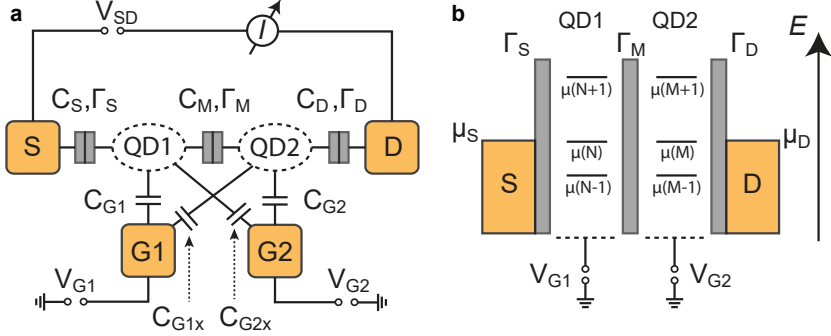 a
V_SD
I
C_S,Γ_S
C_M,Γ_M
C_D,Γ_D
S
QD1
QD2
D
C_G1
C_G2
G1
G2
V_G1
V_G2
C_G1x
C_G2x
b
QD1
QD2
E
Γ_S
Γ_M
Γ_D
μ(N+1)
μ(M+1)
μ_S
μ_D
μ(N)
μ(M)
S
μ(N-1)
μ(M-1)
D
V_G1
V_G2